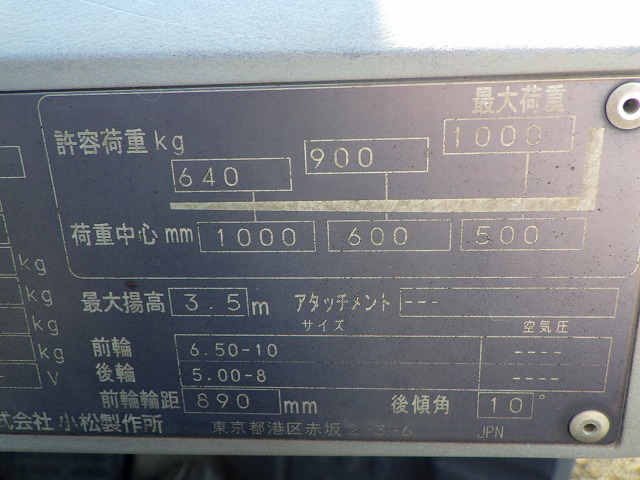 最大荷重
許容荷重 kg 640 900 1000
荷重中心 mm 1000 600 500
kg
kg
最大揚高 3.5 m アタッチメント ---
kg
サイズ 空気圧
kg 前輪 6.50-10 ----
V 後輪 5.00-8 ----
前輪輪距 890 mm 後傾角 10°
式会社 小松製作所 東京都港区赤坂2-3-6 JPN